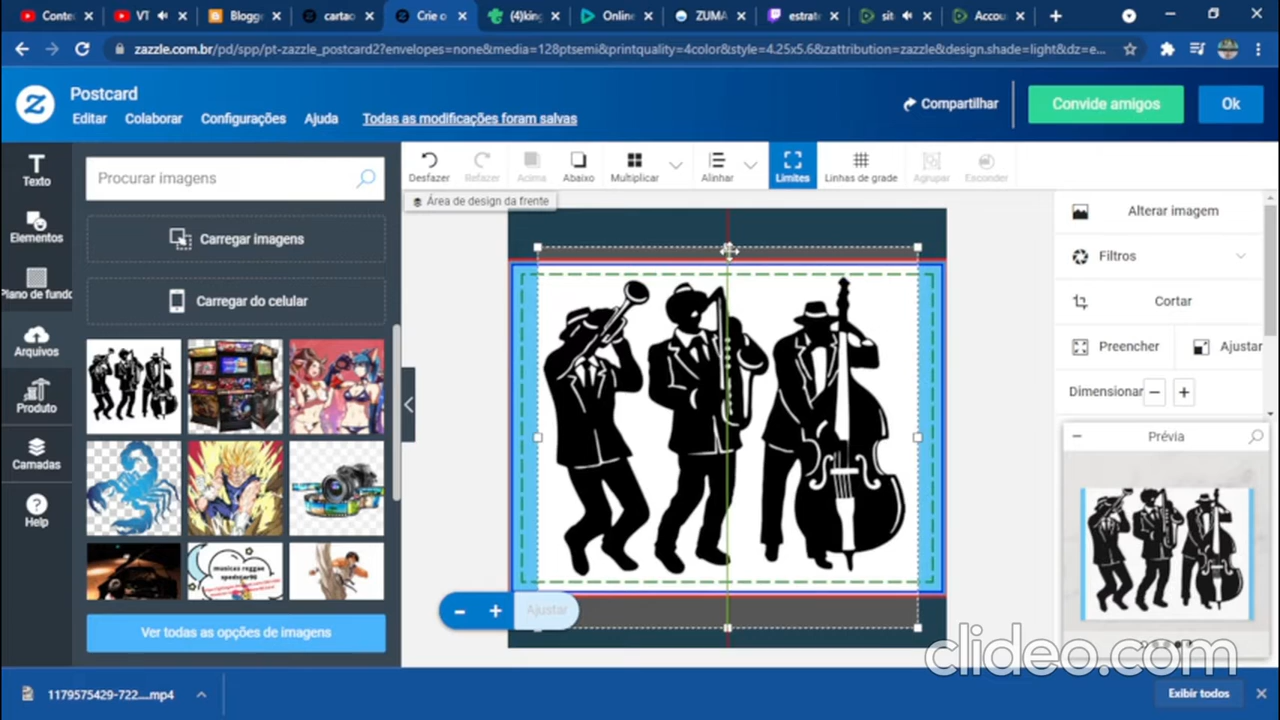 Conte
VT
Blogge
cartao
Crie o
(4)king
Online
ZUMA
estrate
sit
Accou
zazzle.com.br/pd/spp/pt-zazzle_postcard2?envelopes=none&media=128ptsemi&printquality=4color&style=4.25x5.6&zattribution=zazzle&design.shade=light&dz=e...
Postcard
Editar Colaborar Configurações Ajuda Todas as modificações foram salvas
Compartilhar
Convide amigos
Ok
Texto
Elementos
Plano de fundo
Arquivos
Produto
Camadas
Help
Procurar imagens
Carregar imagens
Carregar do celular
musicas reggae
Ver todas as opções de imagens
Desfazer Refazer Acima Abaixo Multiplicar Alinhar Limites Linhas de grade Agrupar Esconder
Área de design da frente
Ajustar
Alterar imagem
Filtros
Cortar
Preencher Ajustar
Dimensionar
Prévia
clideo.com
1179575429-722....mp4
Exibir todos